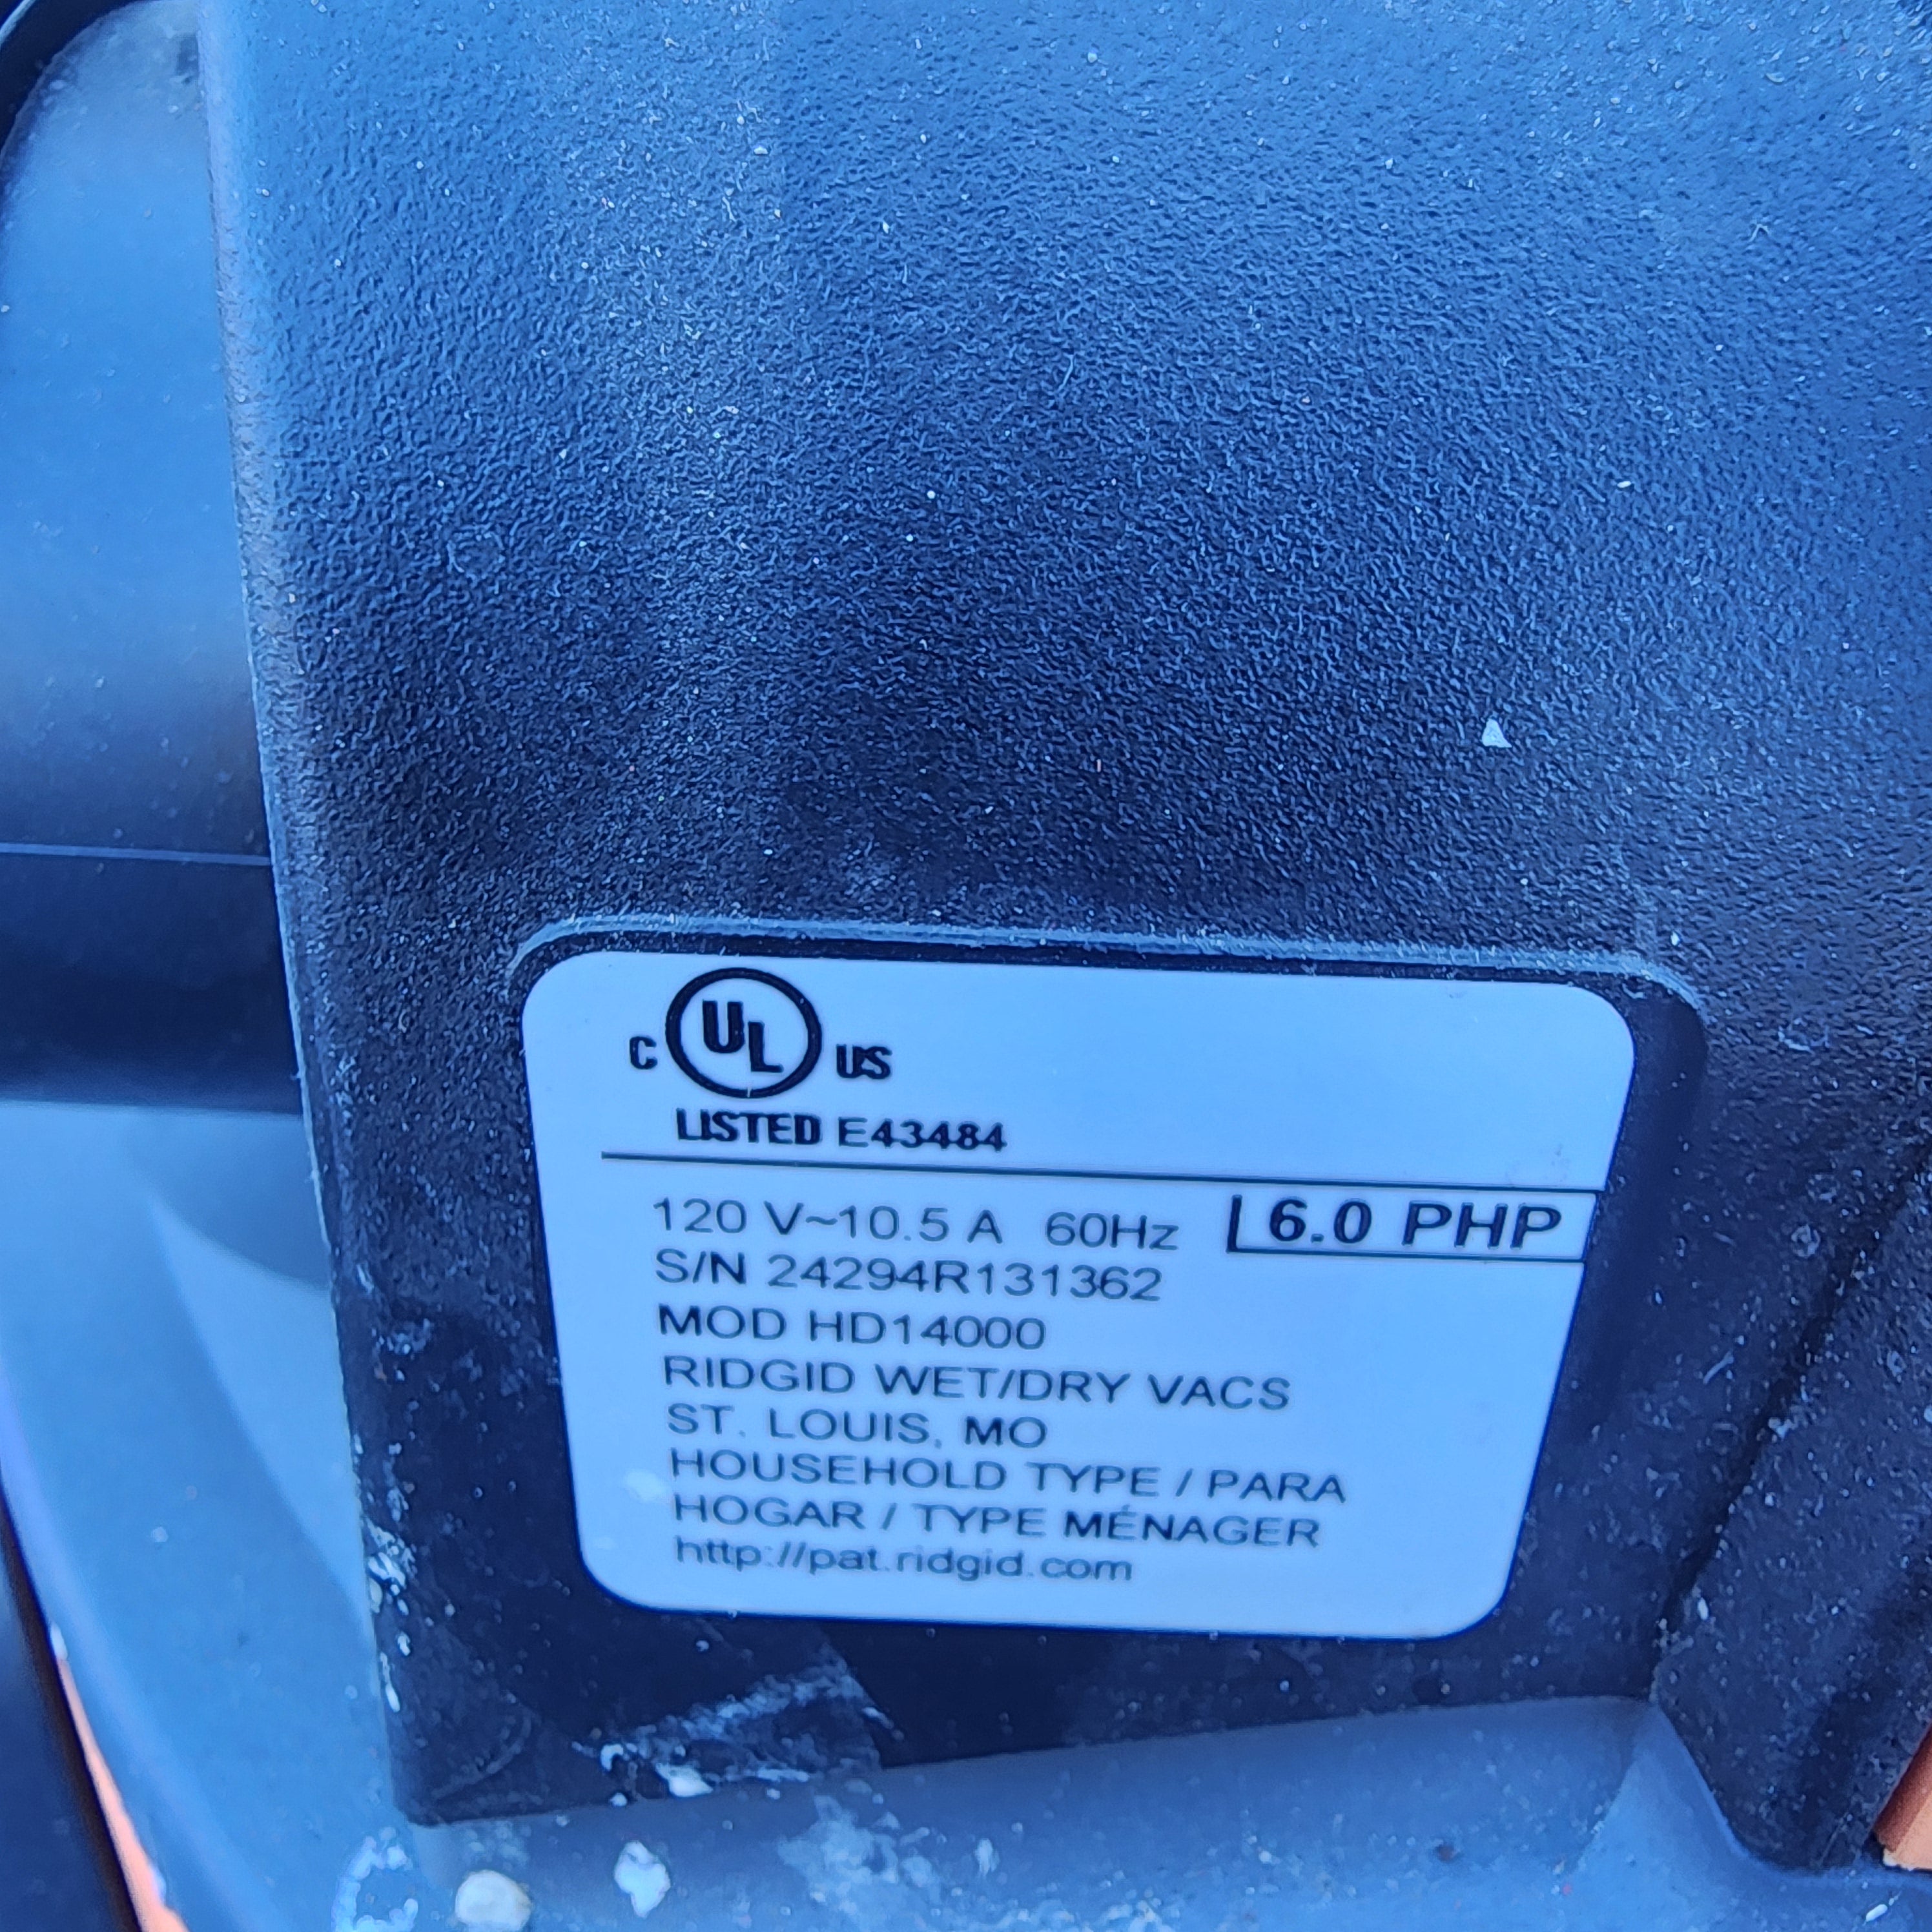 C UL US
LISTED E43484
120 V~10.5 A 60Hz 6.0 PHP
S/N 24294R131362
MOD HD14000
RIDGID WET/DRY VACS
ST. LOUIS, MO
HOUSEHOLD TYPE / PARA
HOGAR / TYPE MÉNAGER
http://pat.ridgid.com